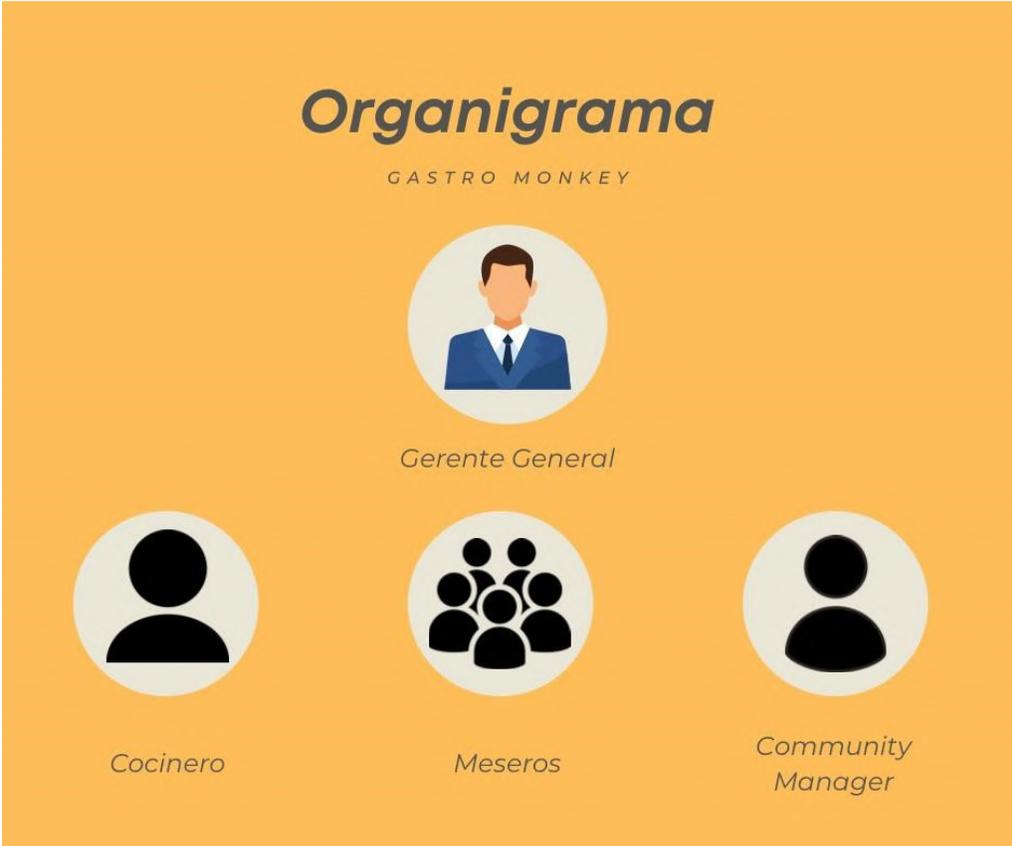 Organigrama
GASTRO MONKEY
Gerente General
Cocinero
Meseros
Community
Manager